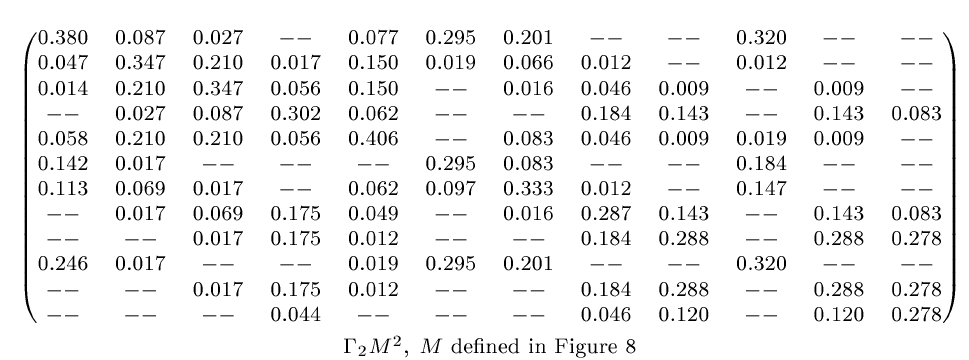 0.380 0.087 0.027 −− 0.077 0.295 0.201 −− −− 0.320 −− −−
0.047 0.347 0.210 0.017 0.150 0.019 0.066 0.012 −− 0.012 −− −−
0.014 0.210 0.347 0.056 0.150 −− 0.016 0.046 0.009 −− 0.009 −−
−− 0.027 0.087 0.302 0.062 −− −− 0.184 0.143 −− 0.143 0.083
0.058 0.210 0.210 0.056 0.406 −− 0.083 0.046 0.009 0.019 0.009 −−
0.142 0.017 −− −− −− 0.295 0.083 −− −− 0.184 −− −−
0.113 0.069 0.017 −− 0.062 0.097 0.333 0.012 −− 0.147 −− −−
−− 0.017 0.069 0.175 0.049 −− 0.016 0.287 0.143 −− 0.143 0.083
−− −− 0.017 0.175 0.012 −− −− 0.184 0.288 −− 0.288 0.278
0.246 0.017 −− −− 0.019 0.295 0.201 −− −− 0.320 −− −−
−− −− 0.017 0.175 0.012 −− −− 0.184 0.288 −− 0.288 0.278
−− −− −− 0.044 −− −− −− 0.046 0.120 −− 0.120 0.278
Γ₂M², M defined in Figure 8